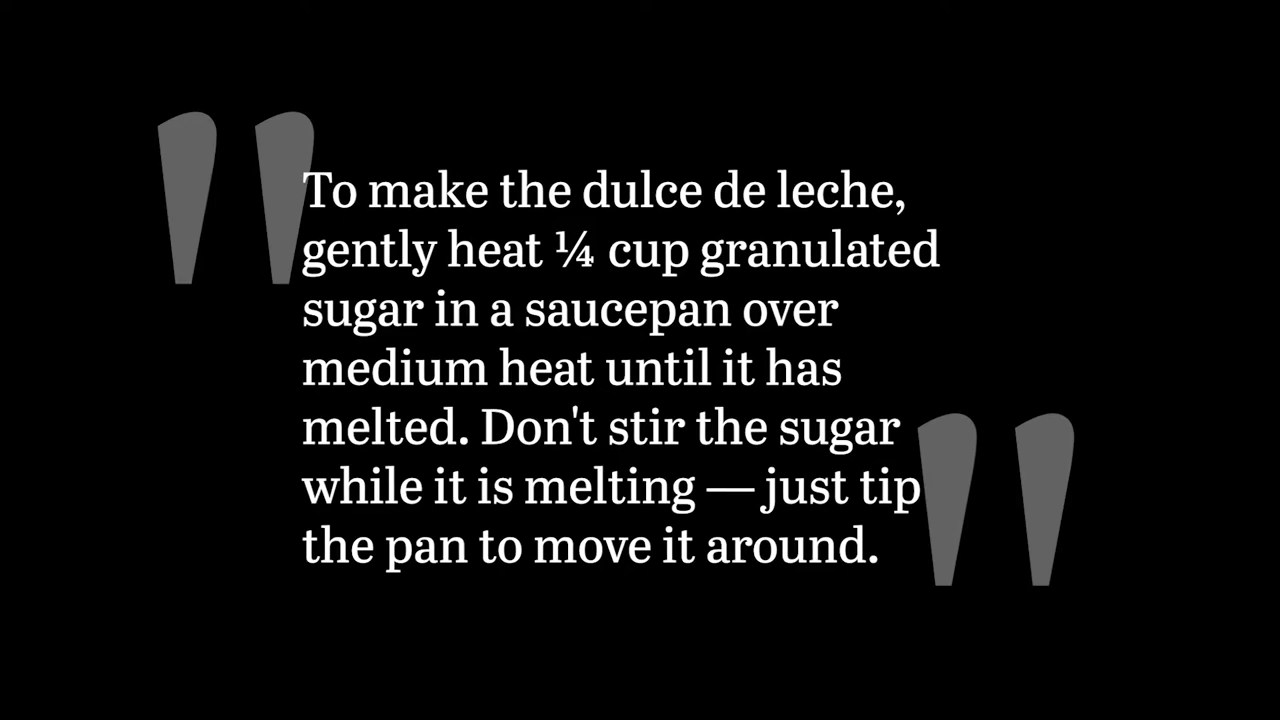 "To make the dulce de leche,
gently heat ¼ cup granulated
sugar in a saucepan over
medium heat until it has
melted. Don't stir the sugar
while it is melting — just tip
the pan to move it around."